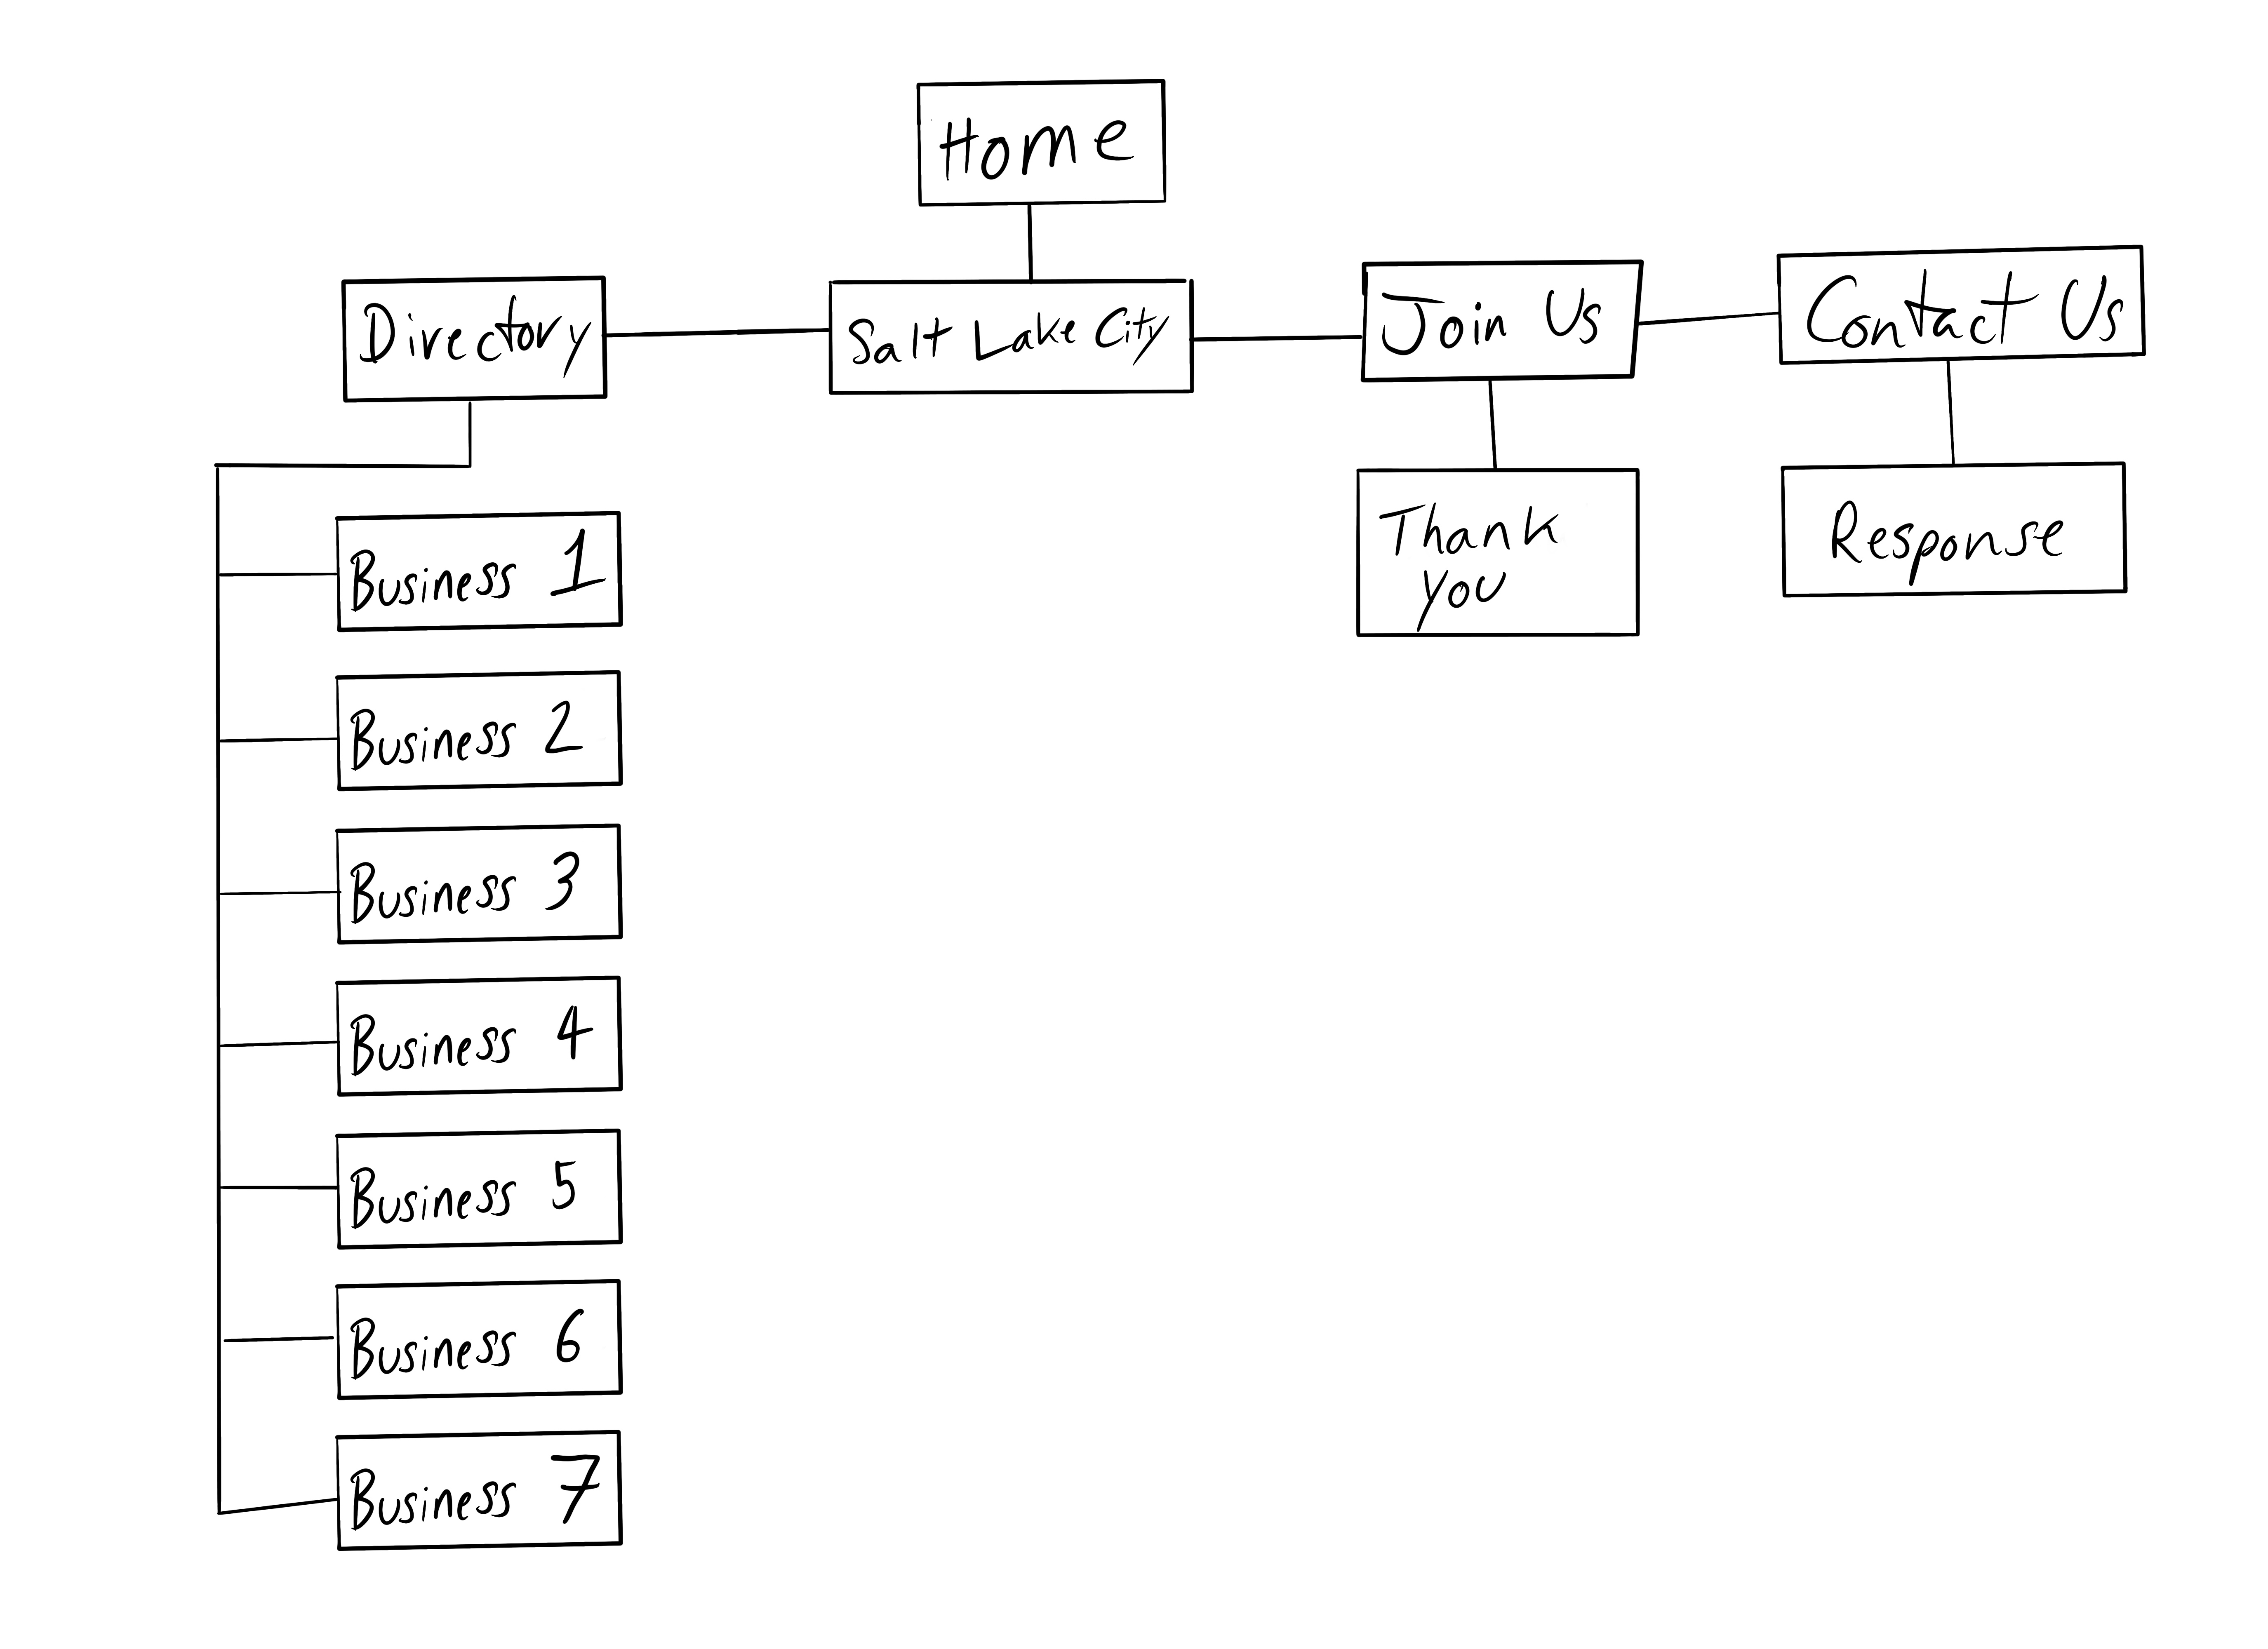 Home
Directory
Salt Lake City
Join Us
Contact Us
Thank
You
Response
Business 1
Business 2
Business 3
Business 4
Business 5
Business 6
Business 7